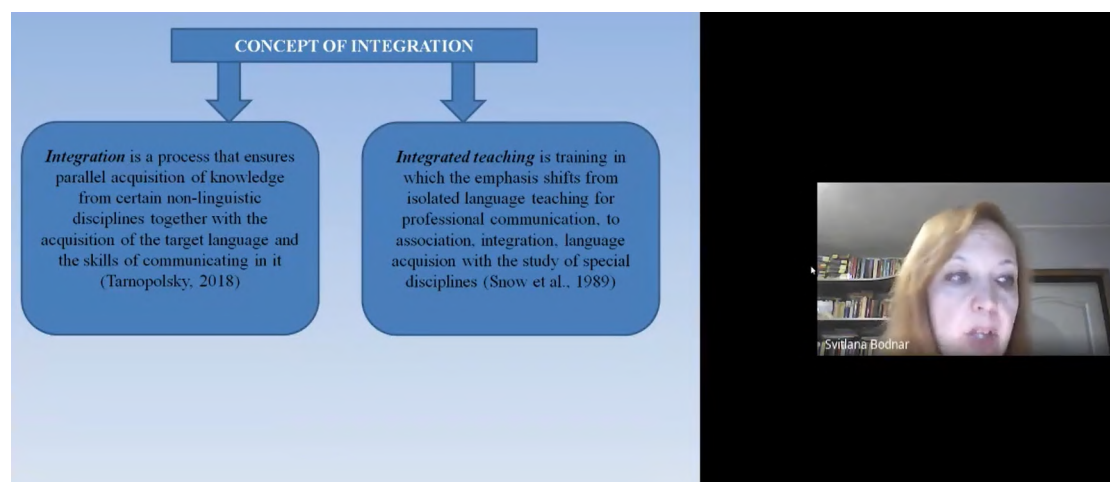 CONCEPT OF INTEGRATION
Integration is a process that ensures
parallel acquisition of knowledge
from certain non-linguistic
disciplines together with the
acquisition of the target language and
the skills of communicating in it
(Tarnopolsky, 2018)
Integrated teaching is training in
which the emphasis shifts from
isolated language teaching for
professional communication, to
association, integration, language
acquision with the study of special
disciplines (Snow et al., 1989)
Svitlana Bodnar